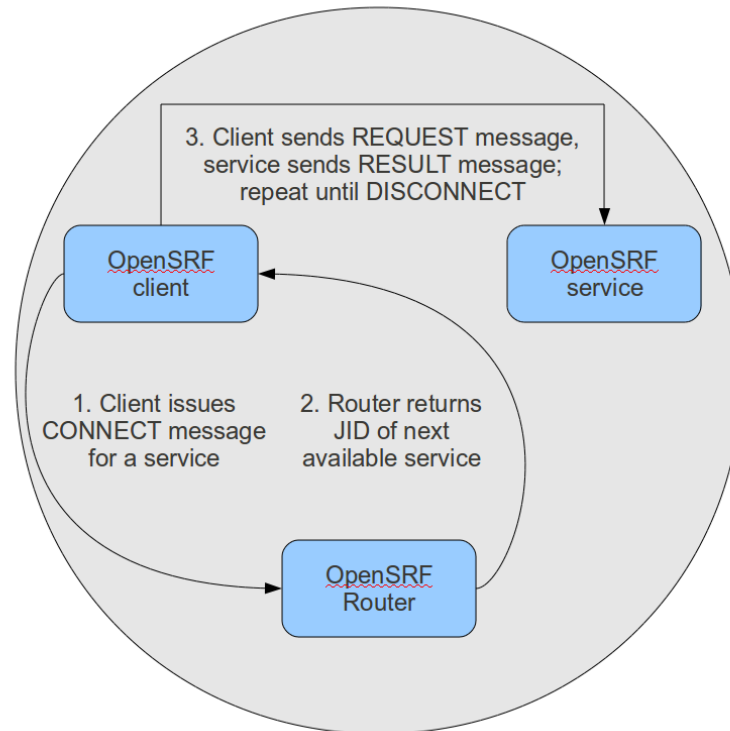 3. Client sends REQUEST message,
service sends RESULT message;
repeat until DISCONNECT
OpenSRF
client
OpenSRF
service
1. Client issues
CONNECT message
for a service
2. Router returns
JID of next
available service
OpenSRF
Router